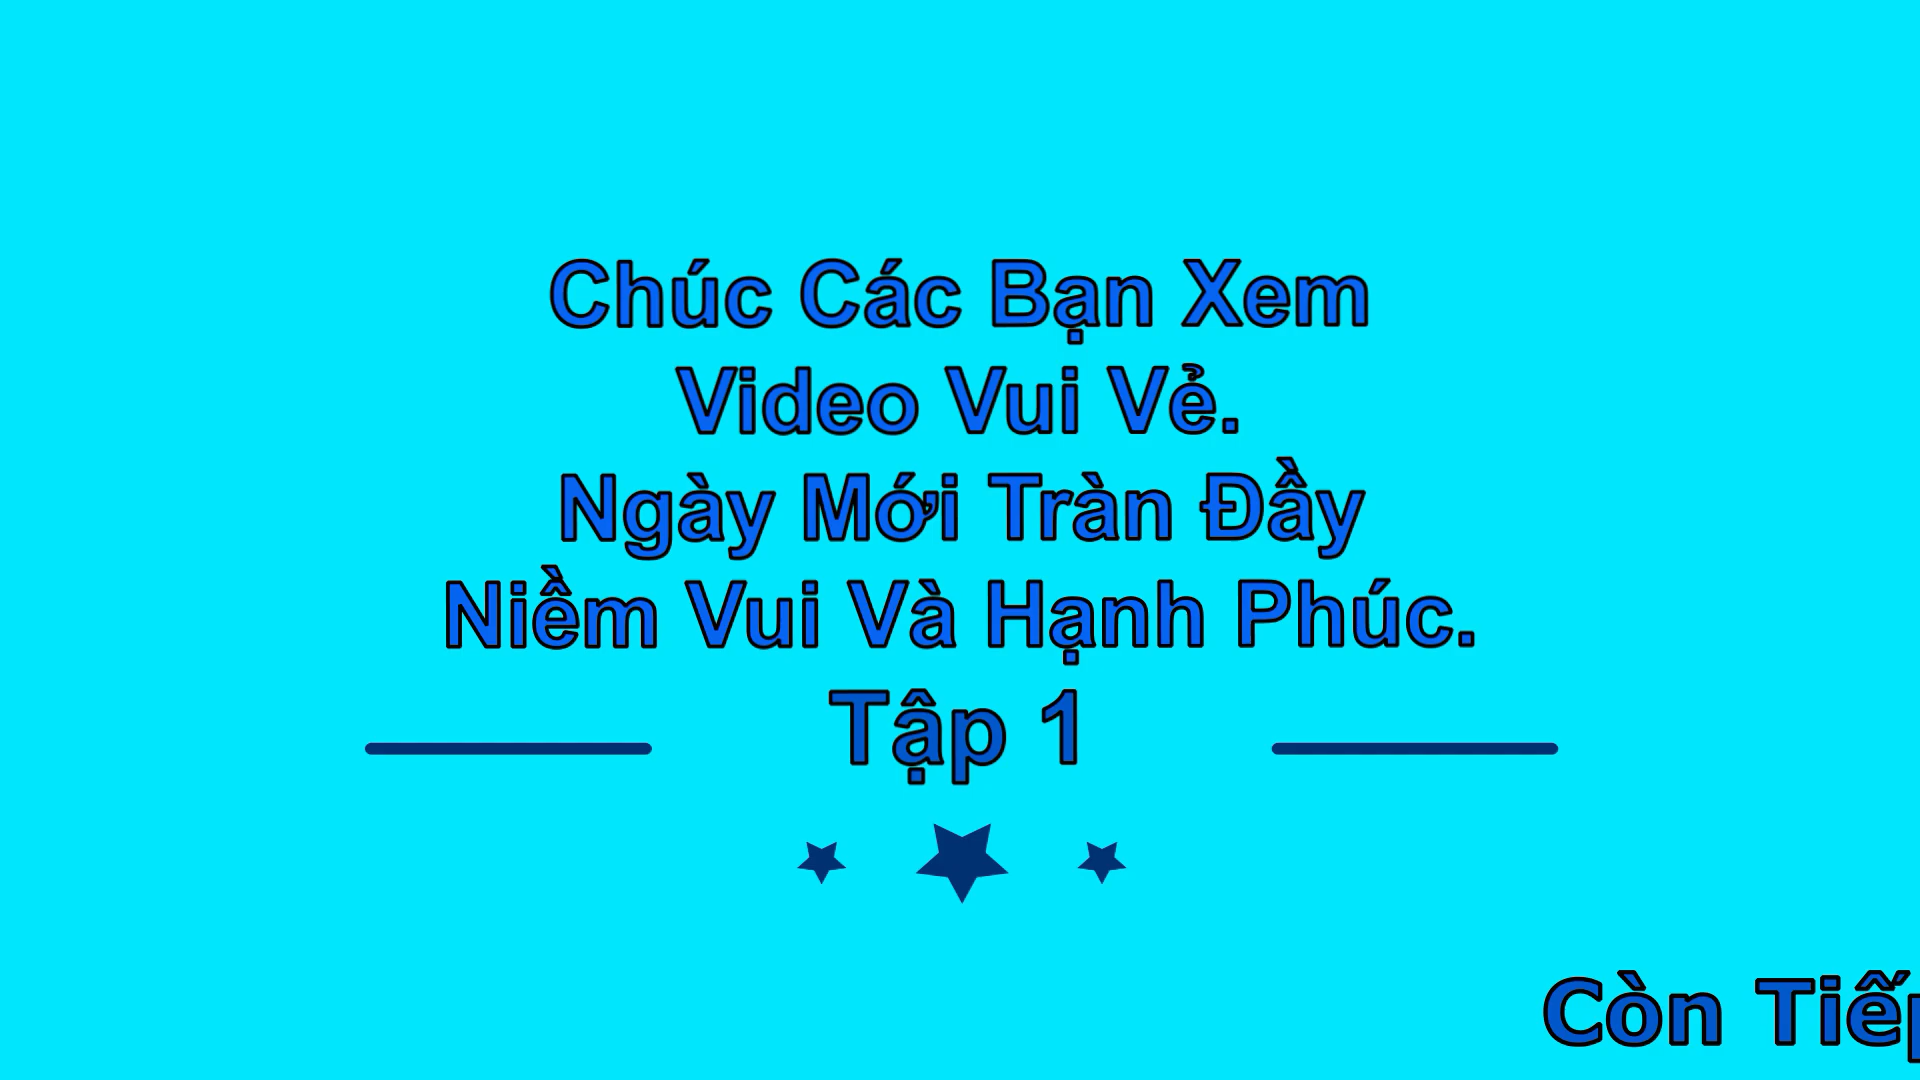 Chúc Các Bạn Xem
Video Vui Vẻ.
Ngày Mới Tràn Đầy
Niềm Vui Và Hạnh Phúc.
Tập 1
Còn Tiếp